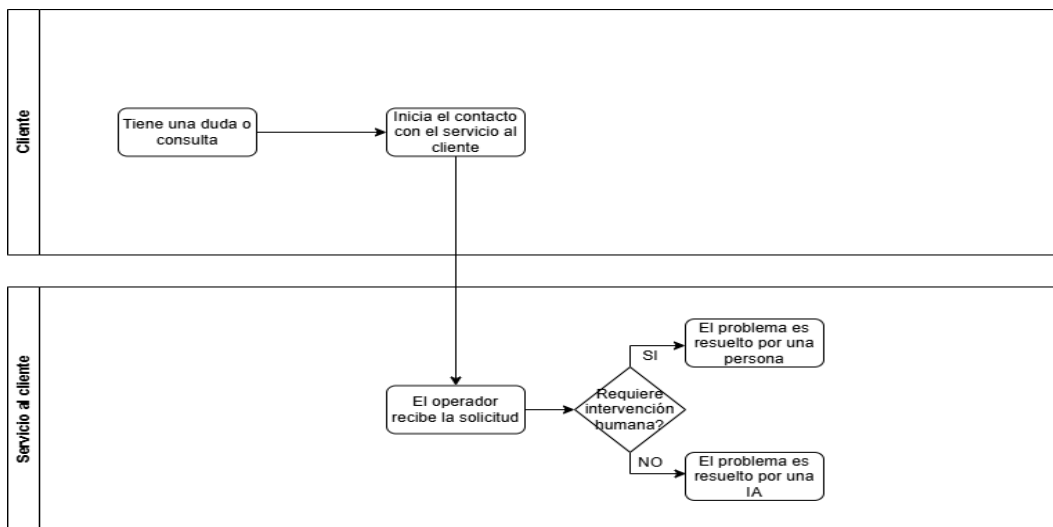 Cliente
Tiene una duda o
consulta
Inicia el contacto
con el servicio al
cliente
Servicio al cliente
El operador
recibe la solicitud
Requiere
intervención
humana?
SI
El problema es
resuelto por una
persona
NO
El problema es
resuelto por una
IA